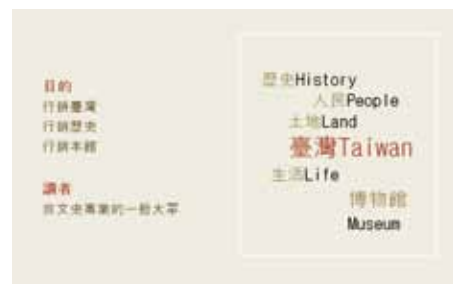 目的
行銷臺灣
行銷歷史
行銷本館
讀者
非文史專業的一般大眾
歷史History
人民People
土地Land
臺灣Taiwan
生活Life
博物館
Museum